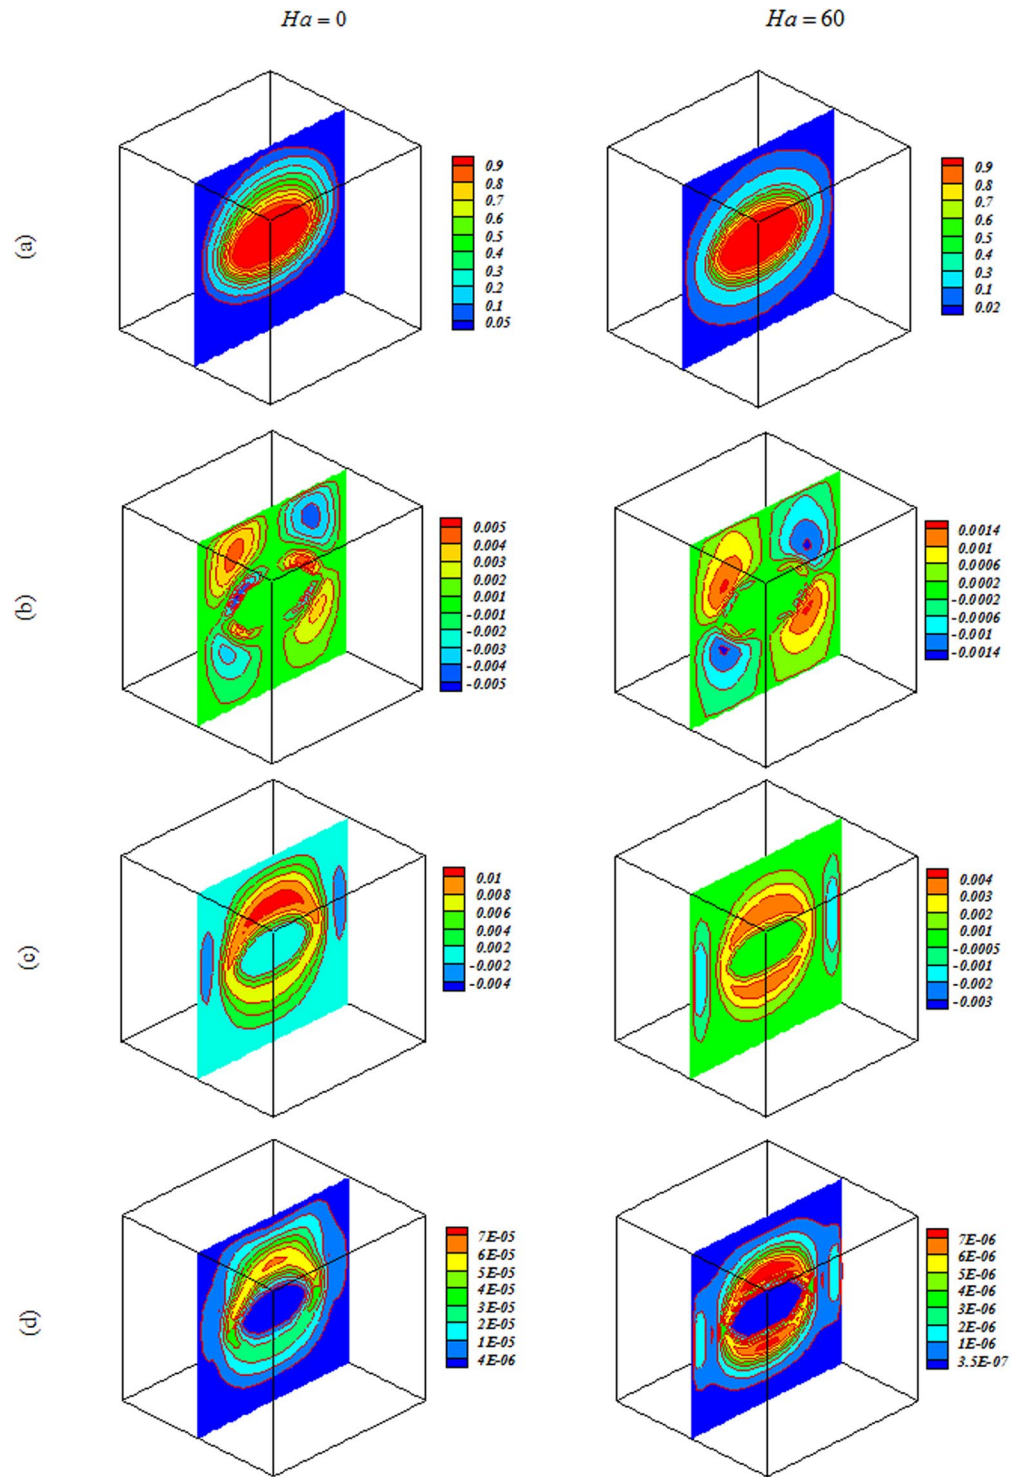 Ha = 0
Ha = 60
(a)
0.9
0.8
0.7
0.6
0.5
0.4
0.3
0.2
0.1
0.05
0.9
0.8
0.7
0.6
0.5
0.4
0.3
0.1
0.02
(b)
0.005
0.004
0.003
0.002
0.001
-0.001
-0.002
-0.003
-0.004
-0.005
0.0014
0.001
0.0006
0.0002
-0.0002
-0.0006
-0.001
-0.0014
(c)
0.01
0.008
0.006
0.004
0.002
-0.002
-0.004
0.004
0.003
0.002
0.001
-0.0005
-0.001
-0.002
-0.003
(d)
7E-05
6E-05
5E-05
4E-05
3E-05
2E-05
1E-05
4E-06
7E-06
6E-06
5E-06
4E-06
3E-06
2E-06
1E-06
3.5E-07